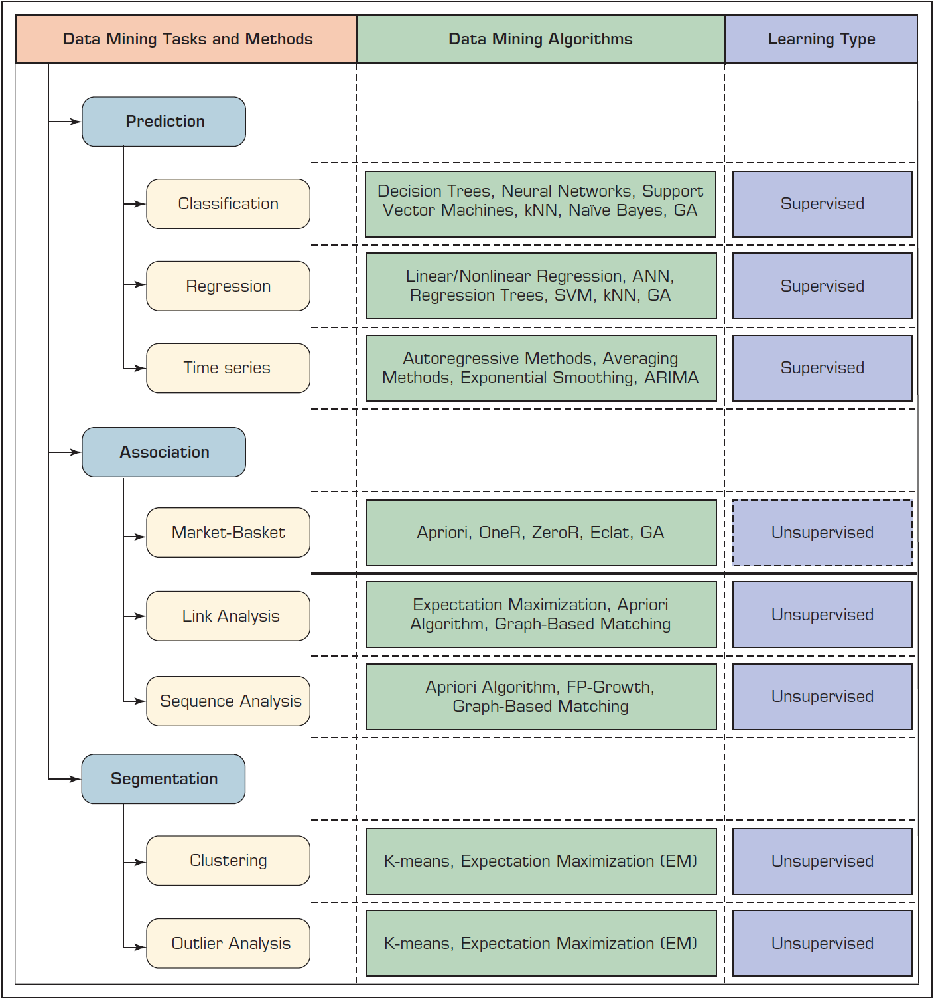 Data Mining Tasks and Methods
Data Mining Algorithms
Learning Type
Prediction
Classification
Decision Trees, Neural Networks, Support
Vector Machines, kNN, Naïve Bayes, GA
Supervised
Regression
Linear/Nonlinear Regression, ANN,
Regression Trees, SVM, kNN, GA
Supervised
Time series
Autoregressive Methods, Averaging
Methods, Exponential Smoothing, ARIMA
Supervised
Association
Market-Basket
Apriori, OneR, ZeroR, Eclat, GA
Unsupervised
Link Analysis
Expectation Maximization, Apriori
Algorithm, Graph-Based Matching
Unsupervised
Sequence Analysis
Apriori Algorithm, FP-Growth,
Graph-Based Matching
Unsupervised
Segmentation
Clustering
K-means, Expectation Maximization (EM)
Unsupervised
Outlier Analysis
K-means, Expectation Maximization (EM)
Unsupervised